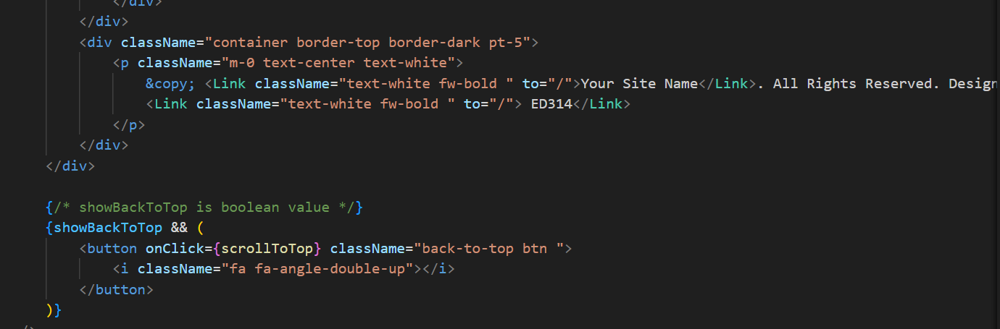 </div>
</div>
<div className="container border-top border-dark pt-5">
<p className="m-0 text-center text-white">
&copy; <Link className="text-white fw-bold " to="/">Your Site Name</Link>. All Rights Reserved. Design
<Link className="text-white fw-bold " to="/"> ED314</Link>
</p>
</div>
</div>
{/* showBackToTop is boolean value */}
{showBackToTop && (
<button onClick={scrollToTop} className="back-to-top btn ">
<i className="fa fa-angle-double-up"></i>
</button>
)}